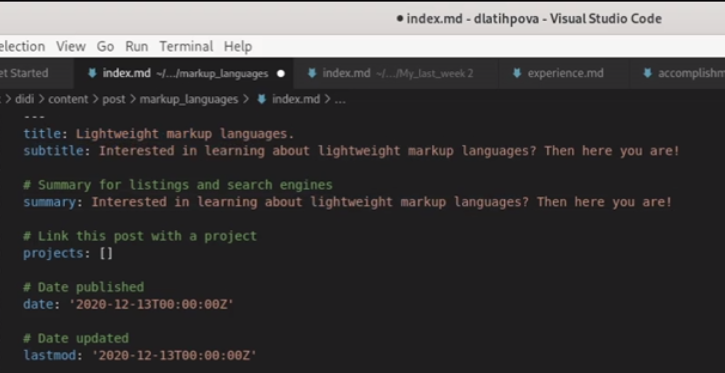 ● index.md - dlatihpova - Visual Studio Code
election View Go Run Terminal Help
et Started index.md ~/.../markup_languages ● index.md ~/.../My_last_week 2 experience.md accomplishm
> didi > content > post > markup_languages > index.md > ...
---
title: Lightweight markup languages.
subtitle: Interested in learning about lightweight markup languages? Then here you are!
# Summary for listings and search engines
summary: Interested in learning about lightweight markup languages? Then here you are!
# Link this post with a project
projects: []
# Date published
date: '2020-12-13T00:00:00Z'
# Date updated
lastmod: '2020-12-13T00:00:00Z'